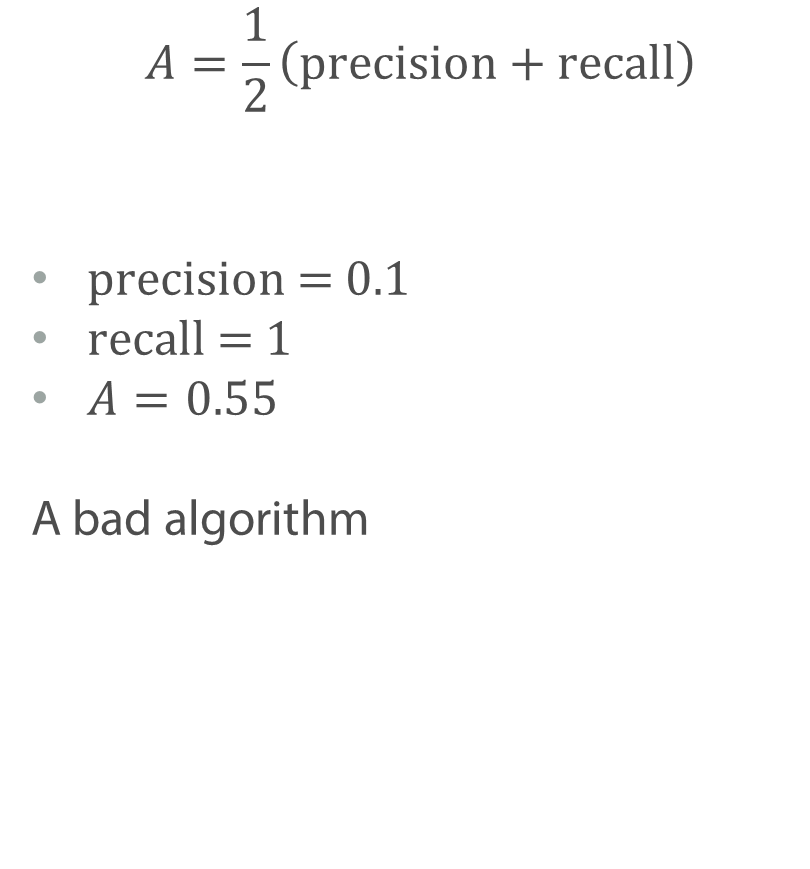 A = 1/2 (precision + recall)
• precision = 0.1
• recall = 1
• A = 0.55
A bad algorithm